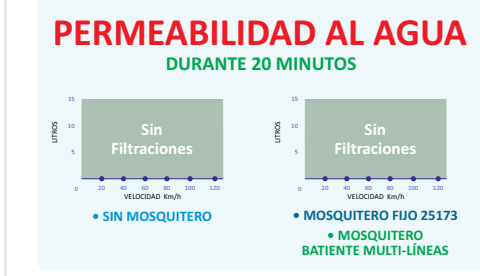 PERMEABILIDAD AL AGUA
DURANTE 20 MINUTOS
LITROS
15
10
5
0
Sin
Filtraciones
20 40 60 80 100 120
VELOCIDAD Km/h
• SIN MOSQUITERO
LITROS
15
10
5
0
Sin
Filtraciones
20 40 60 80 100 120
VELOCIDAD Km/h
• MOSQUITERO FIJO 25173
• MOSQUITERO
BATIENTE MULTI-LÍNEAS